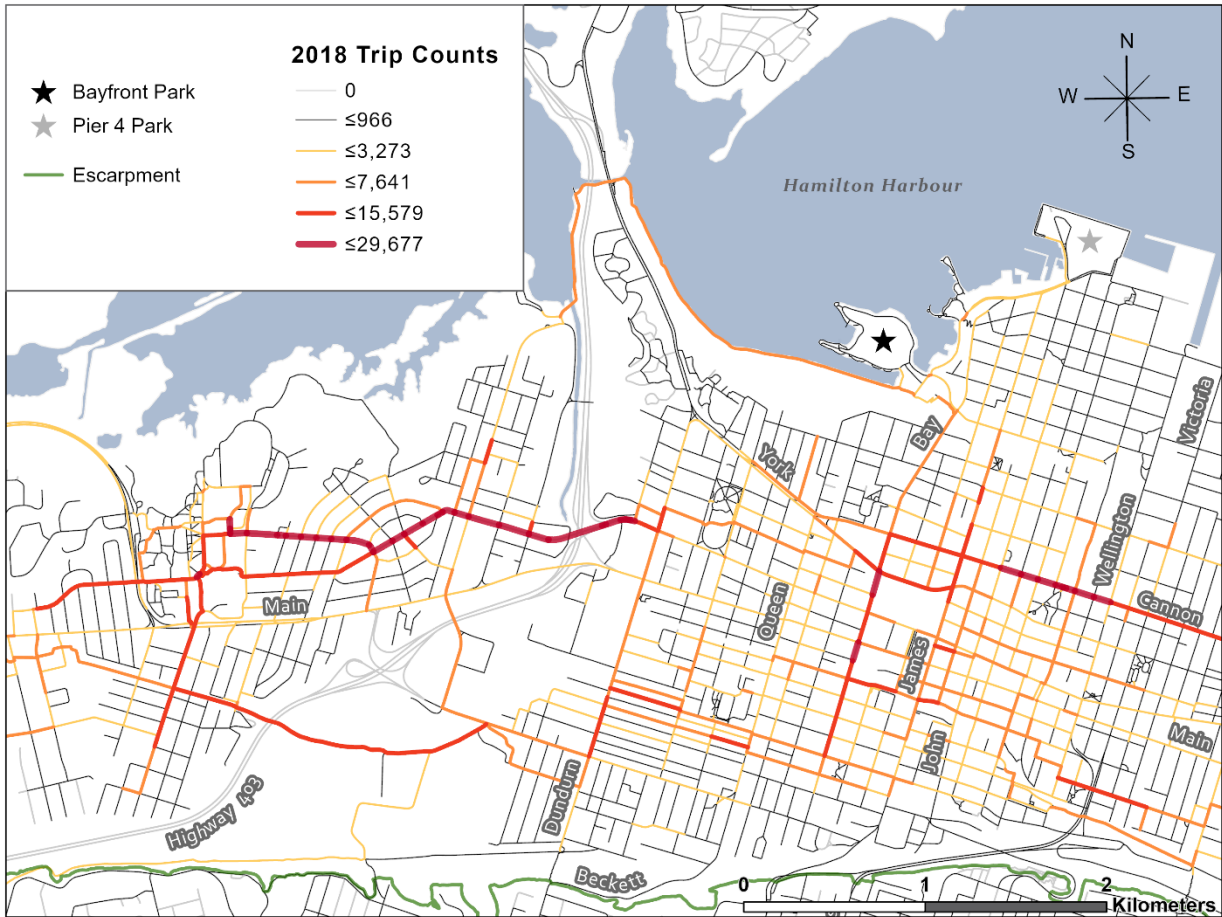 2018 Trip Counts
Bayfront Park
Pier 4 Park
Escarpment
0
≤966
≤3,273
≤7,641
≤15,579
≤29,677
N
W
E
S
Hamilton Harbour
Victoria
Bay
York
Wellington
Cannon
Queen
Main
James
John
Main
Dundurn
Highway 403
Beckett
0
1
2
Kilometers